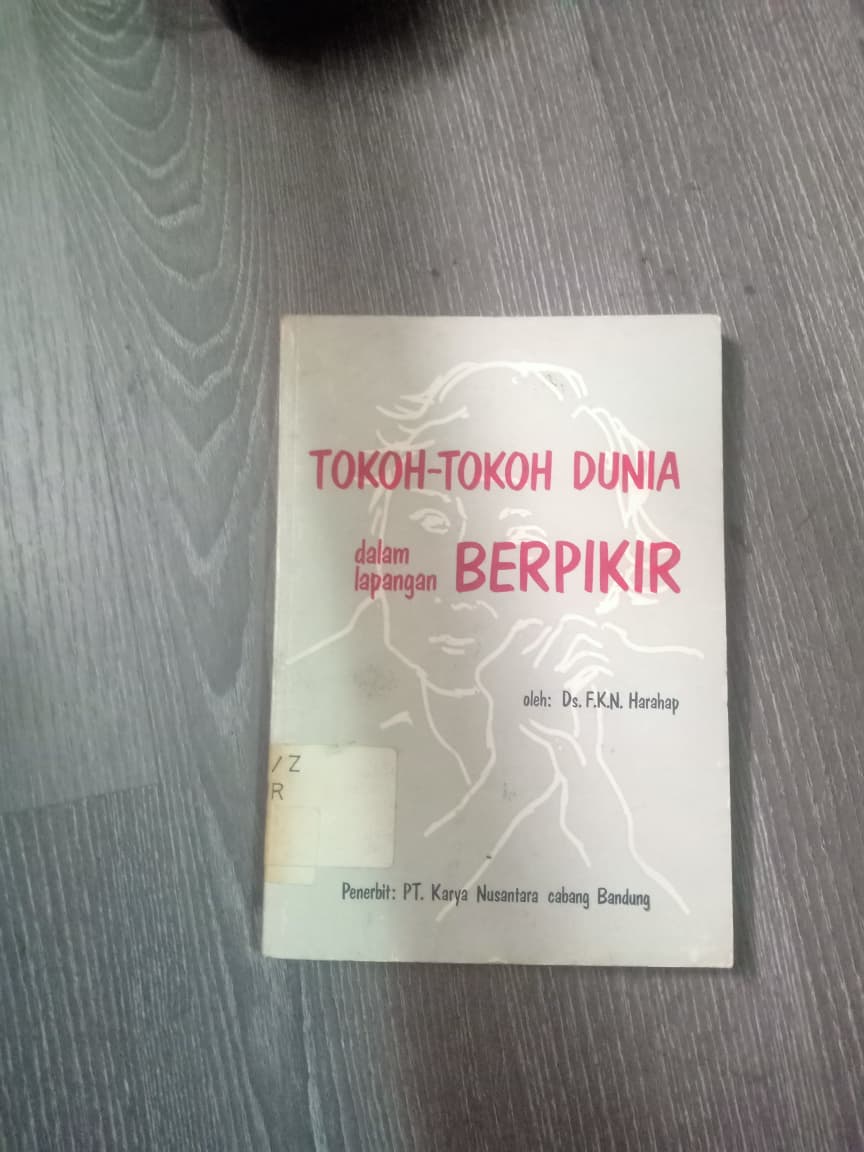 TOKOH-TOKOH DUNIA
dalam
lapangan BERPIKIR
oleh: Ds. F.K.N. Harahap
/ Z
R
Penerbit: PT. Karya Nusantara cabang Bandung